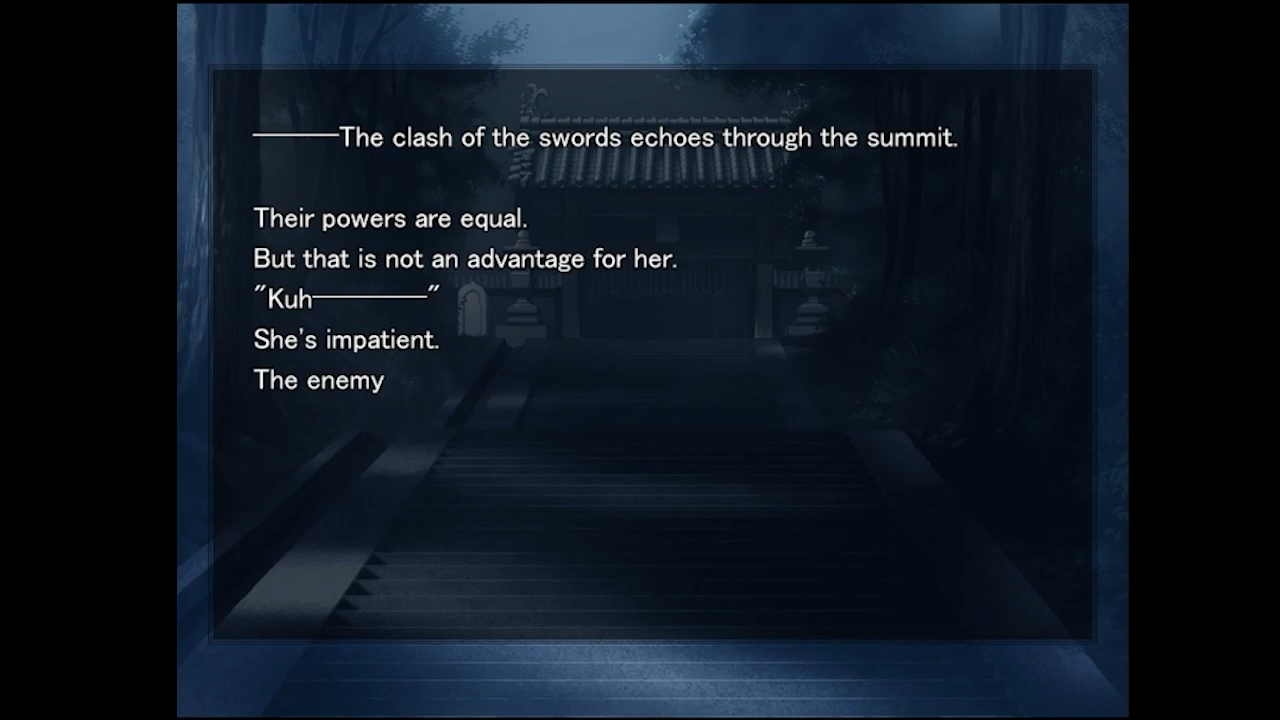 ————The clash of the swords echoes through the summit.
Their powers are equal.
But that is not an advantage for her.
"Kuh—————"
She's impatient.
The enemy